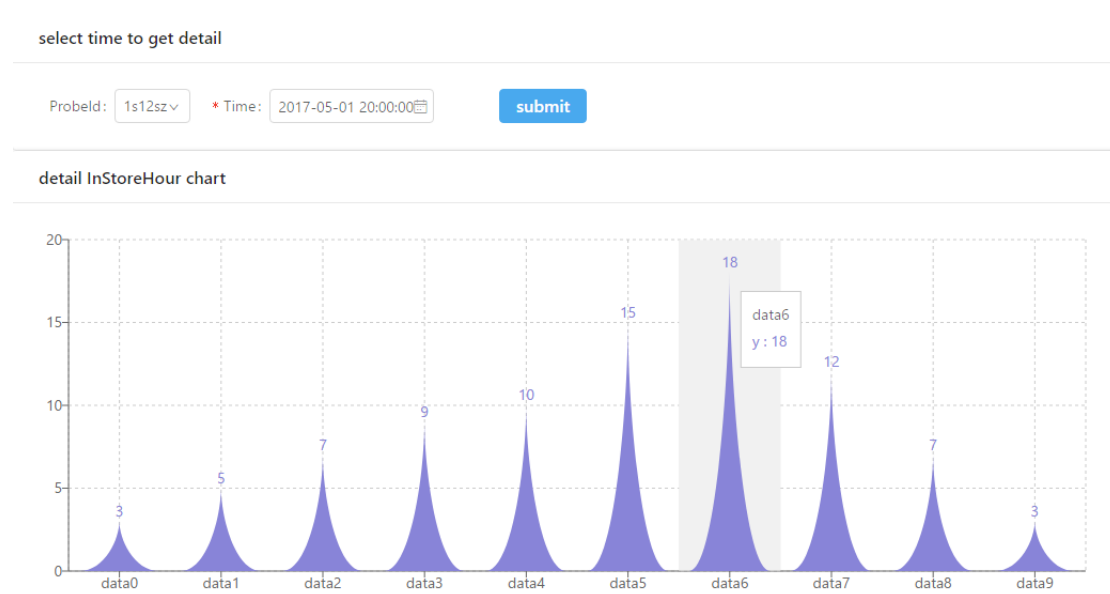 select time to get detail
ProbeId: 1s12sz * Time: 2017-05-01 20:00:00 submit
detail InStoreHour chart
20
18
15
15
data6
y : 18
12
10
10
9
7
7
5
5
3
3
0
data0 data1 data2 data3 data4 data5 data6 data7 data8 data9